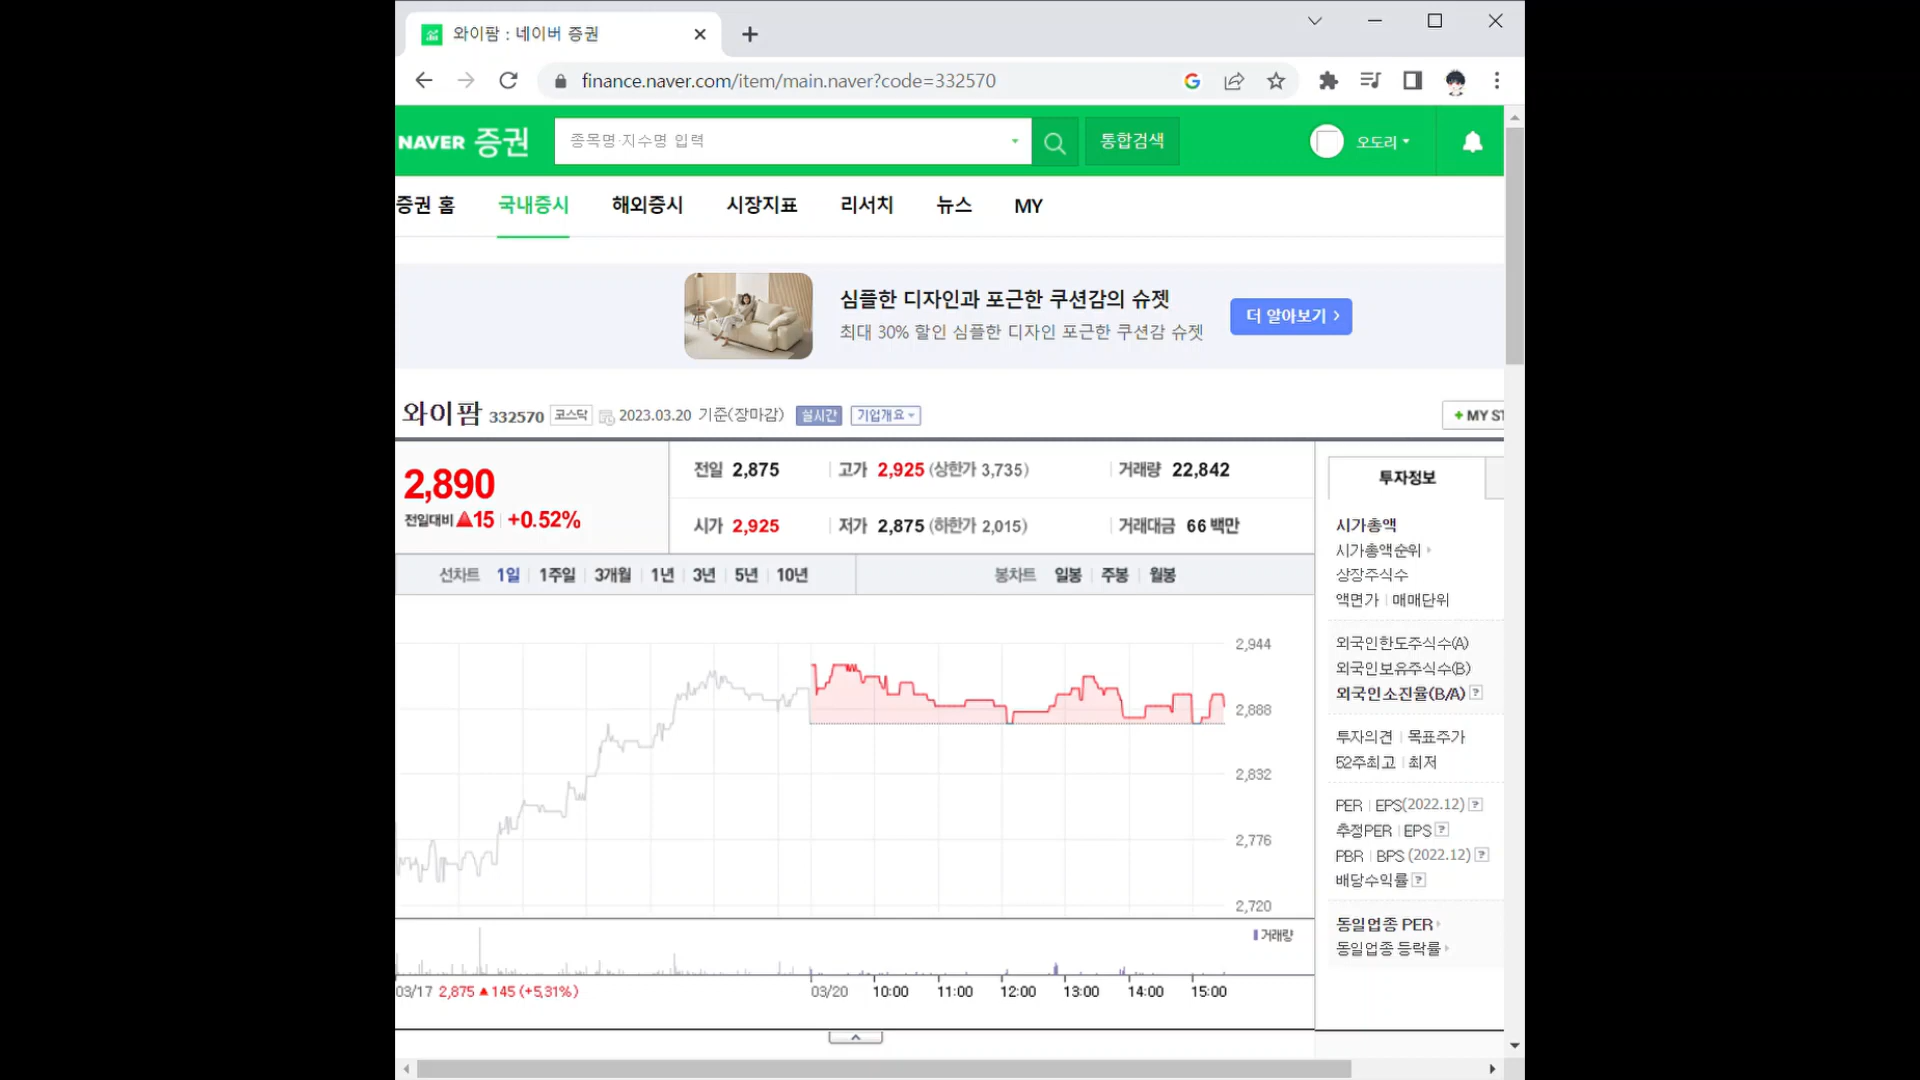 와이팜 : 네이버 증권
finance.naver.com/item/main.naver?code=332570
NAVER 증권
종목명·지수명 입력
통합검색
오도리
증권 홈 국내증시 해외증시 시장지표 리서치 뉴스 MY
심플한 디자인과 포근한 쿠션감의 슈젯
최대 30% 할인 심플한 디자인 포근한 쿠션감 슈젯
더 알아보기
와이팜 332570 코스닥 2023.03.20 기준(장마감) 실시간 기업개요
+ MY ST
2,890
전일대비 ▲15 +0.52%
전일 2,875 고가 2,925 (상한가 3,735) 거래량 22,842
시가 2,925 저가 2,875 (하한가 2,015) 거래대금 66 백만
선차트 1일 1주일 3개월 1년 3년 5년 10년 봉차트 일봉 주봉 월봉
2,944
2,888
2,832
2,776
2,720
거래량
03/17 2,875 ▲ 145 (+5,31%)
03/20 10:00 11:00 12:00 13:00 14:00 15:00
투자정보
시가총액
시가총액순위
상장주식수
액면가 매매단위
외국인한도주식수(A)
외국인보유주식수(B)
외국인소진율(B/A) ?
투자의견 목표주가
52주최고 최저
PER EPS(2022.12) ?
추정PER EPS ?
PBR BPS (2022.12) ?
배당수익률 ?
동일업종 PER
동일업종 등락률